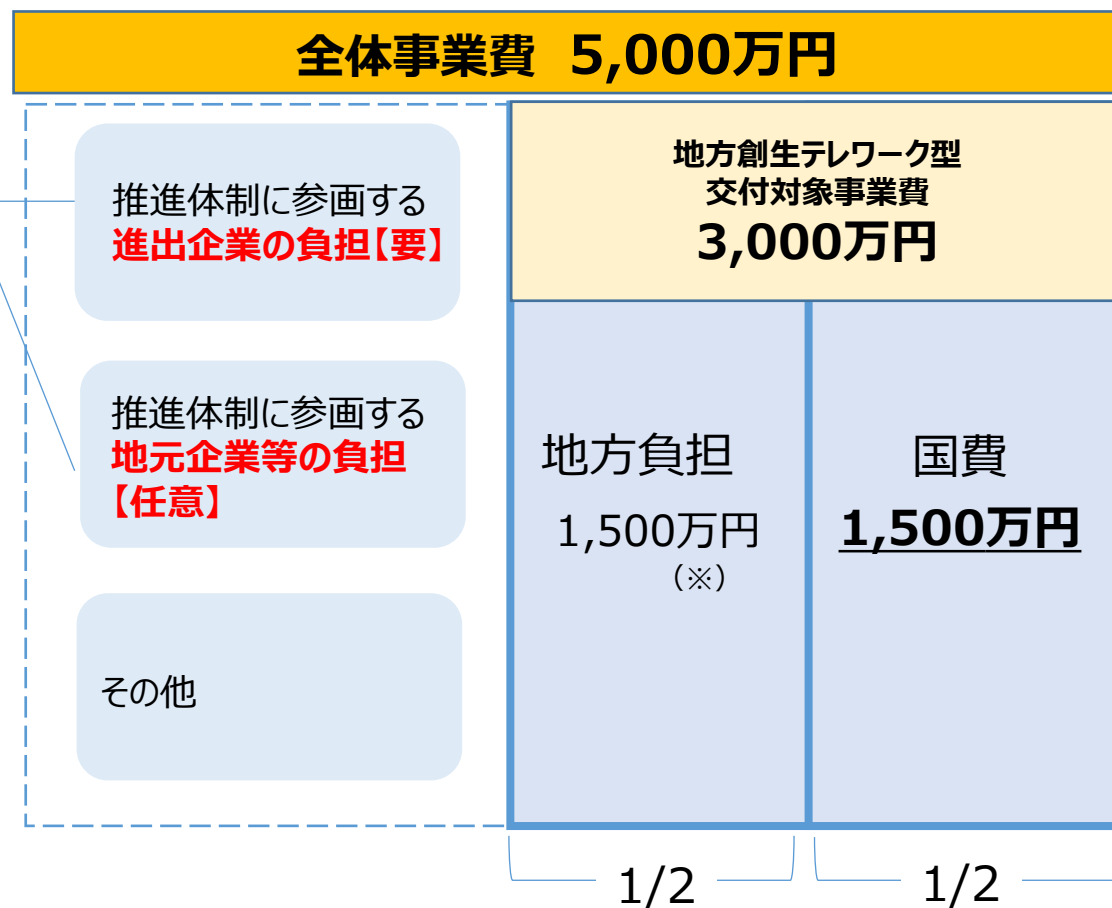 全体事業費 5,000万円
推進体制に参画する
進出企業の負担【要】
推進体制に参画する
地元企業等の負担
【任意】
その他
地方創生テレワーク型
交付対象事業費
3,000万円
地方負担
1,500万円
（※）
国費
1,500万円
1/2
1/2